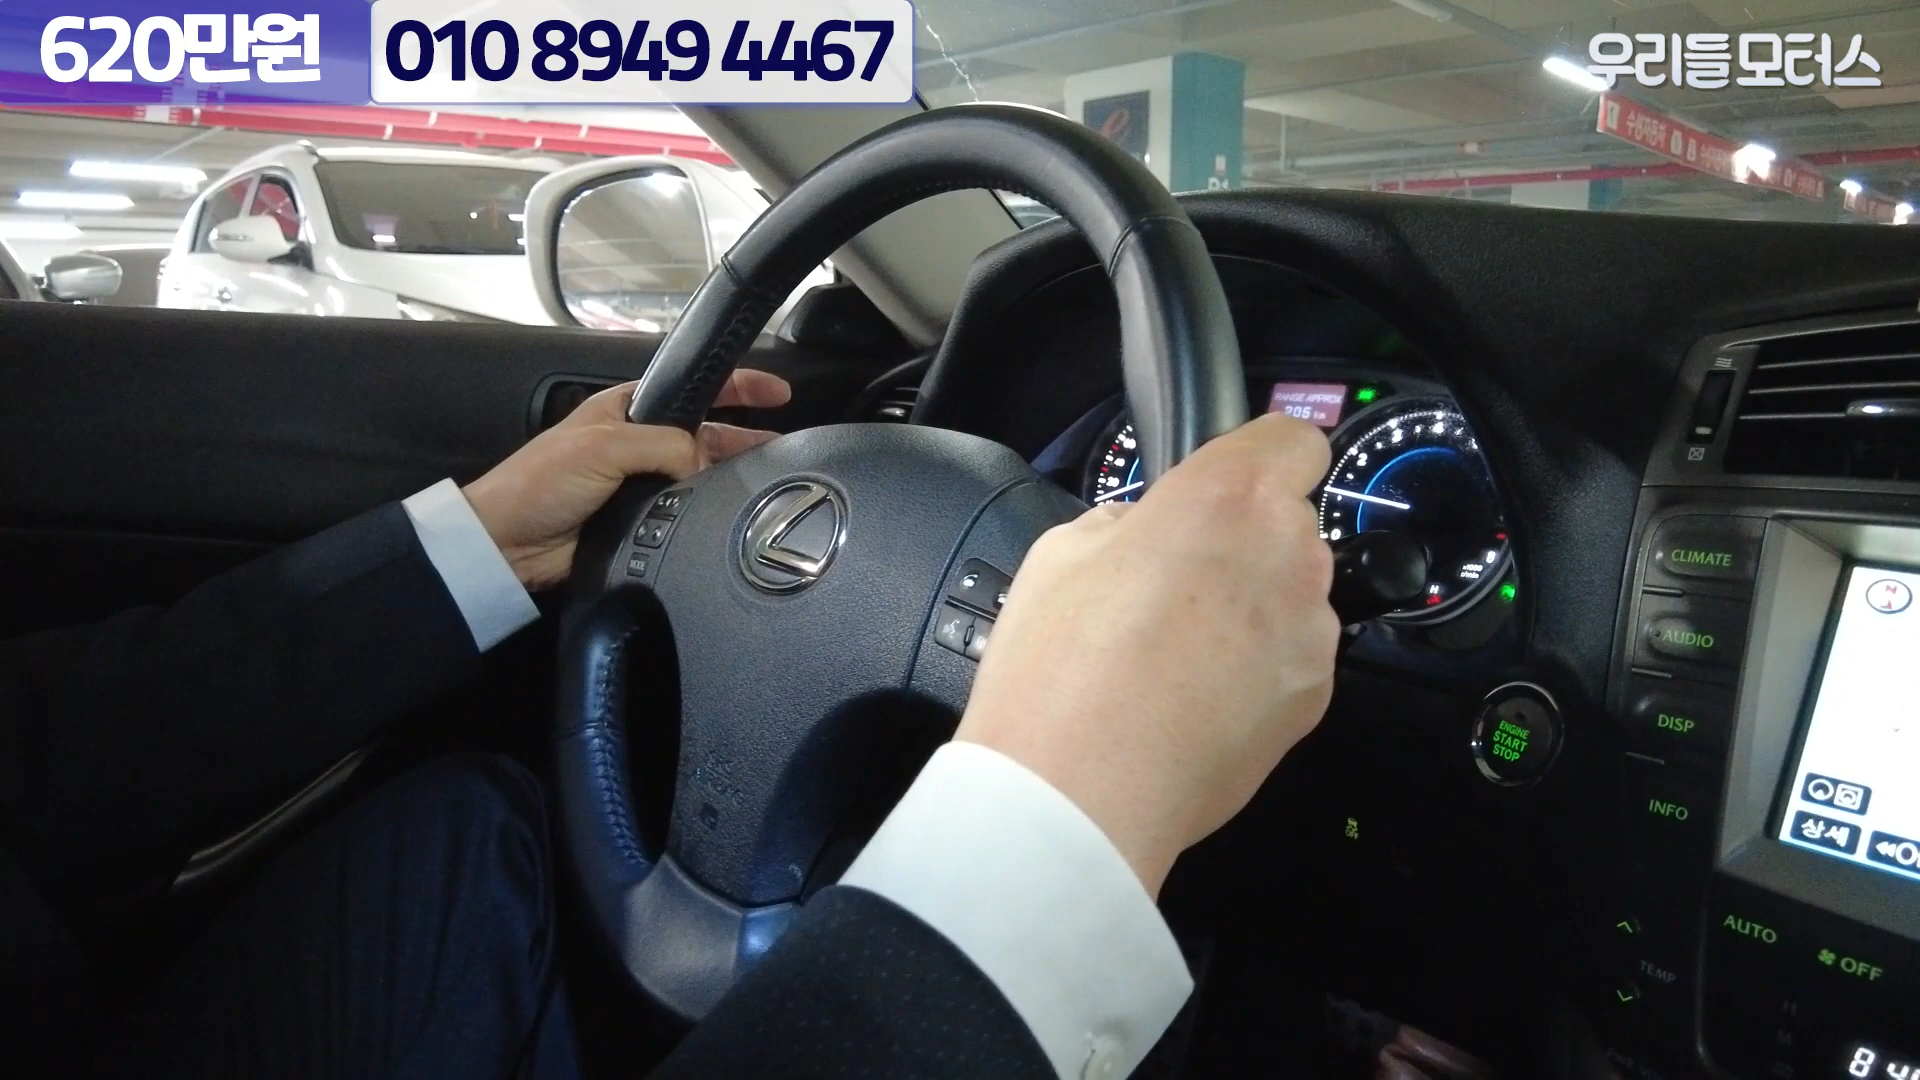 620만원
010 8949 4467
우리들모터스
RANGE APPROX
205 km
MODE
CLIMATE
AUDIO
DISP
INFO
ENGINE
START
STOP
상세
AUTO
OFF
TEMP